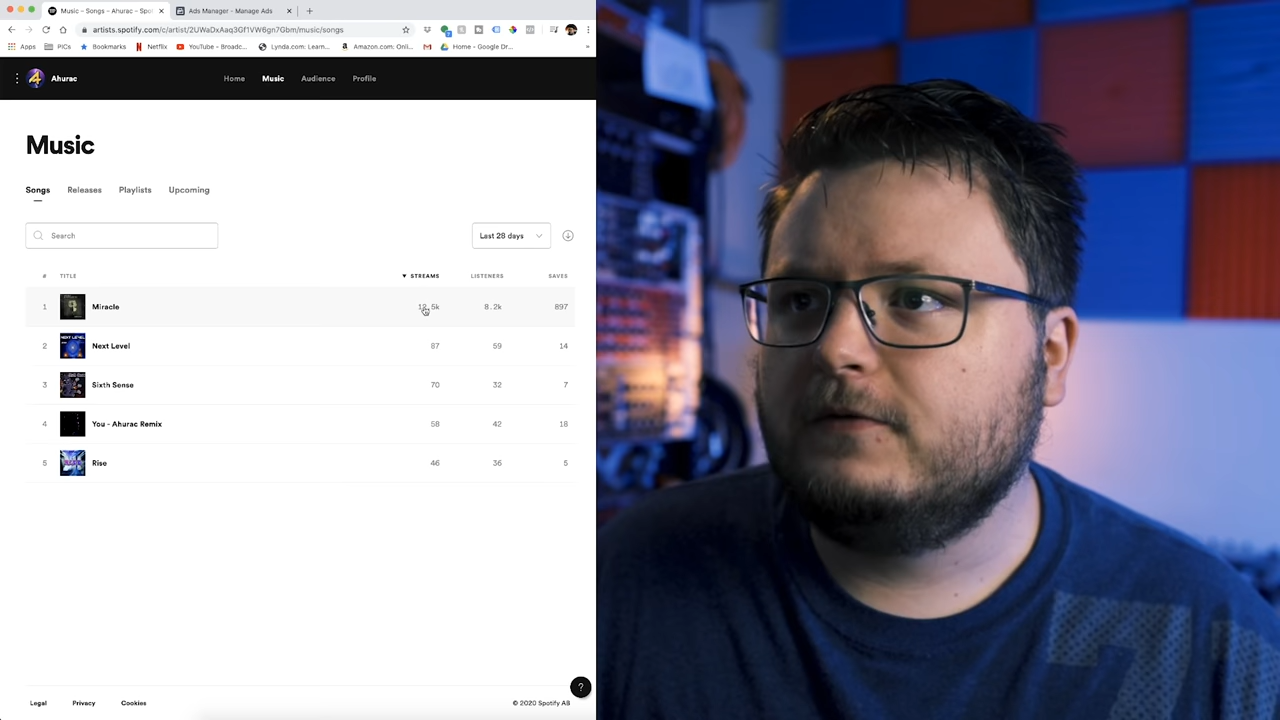 Music – Songs – Ahurac – Spot
Ads Manager - Manage Ads
artists.spotify.com/c/artist/2UWaDxAaq3Gf1VW6gn7Gbm/music/songs
Apps PICs Bookmarks Netflix YouTube - Broadc... Lynda.com: Learn... Amazon.com: Onli... Home - Google Dr...
Ahurac Home Music Audience Profile
Music
Songs Releases Playlists Upcoming
Search Last 28 days
# TITLE STREAMS LISTENERS SAVES
1 Miracle 8.2k 897
2 Next Level 87 59 14
3 Sixth Sense 70 32 7
4 You - Ahurac Remix 58 42 18
5 Rise 46 36 5
?
Legal Privacy Cookies © 2020 Spotify AB
7